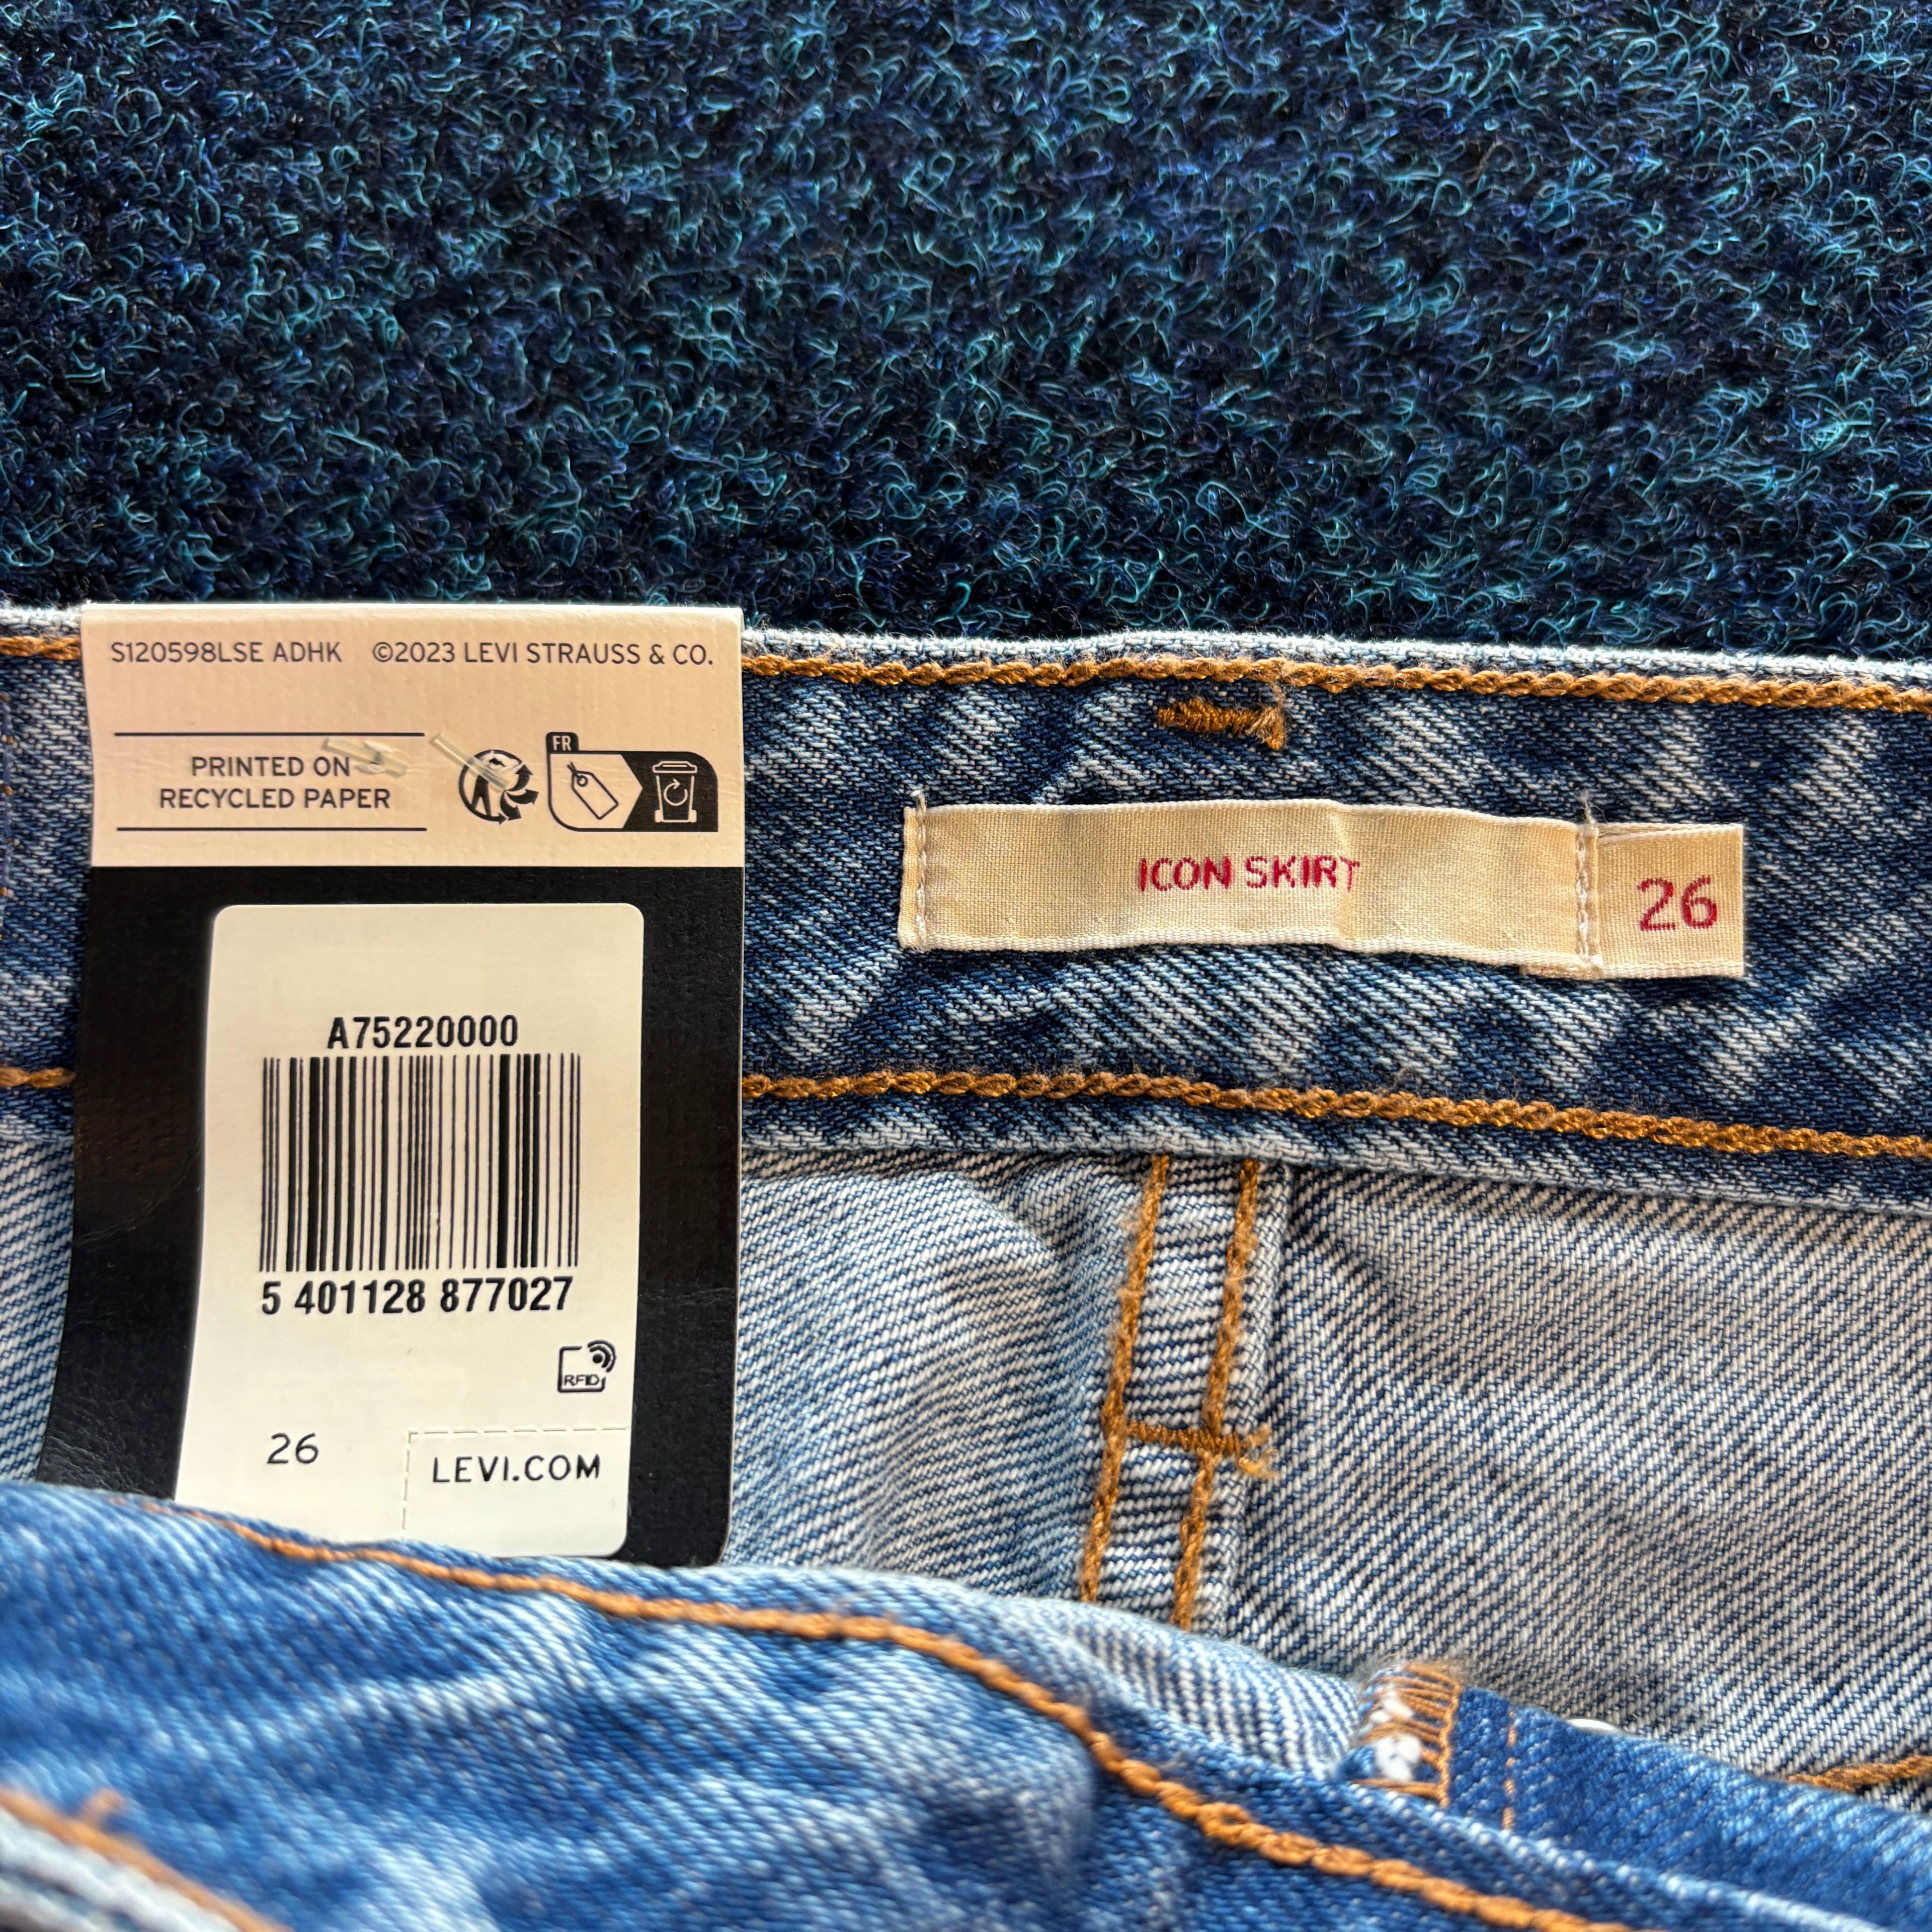 S120598LSE ADHK ©2023 LEVI STRAUSS & CO.
PRINTED ON
RECYCLED PAPER
FR
A75220000
5 401128 877027
RFID
26
LEVI.COM
ICON SKIRT
26